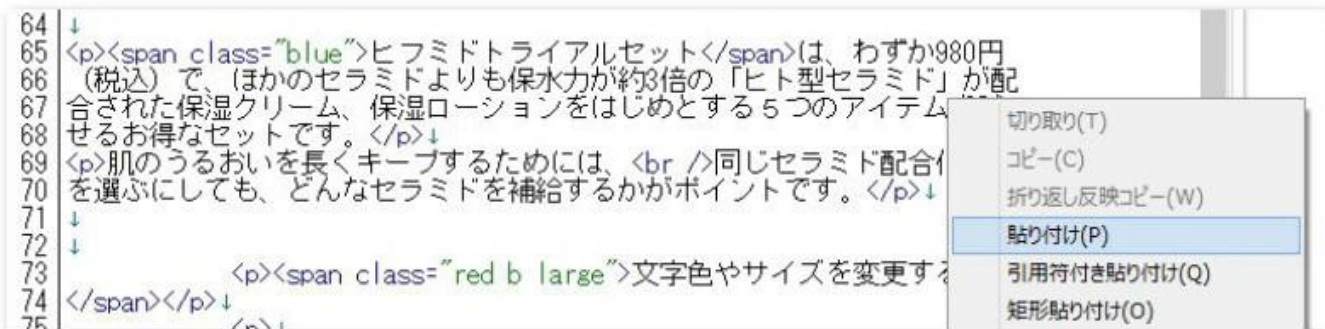 64 ↓
65 <p><span class="blue">ヒフミドトライアルセット</span>は、わずか980円
66 （税込）で、ほかのセラミドよりも保水力が約3倍の「ヒト型セラミド」が配
67 合された保湿クリーム、保湿ローションをはじめとする５つのアイテム
68 せるお得なセットです。</p>↓
69 <p>肌のうるおいを長くキープするためには、<br />同じセラミド配合
70 を選ぶにしても、どんなセラミドを補給するかがポイントです。</p>↓
71 ↓
72 ↓
73 <p><span class="red b large">文字色やサイズを変更する
74 </span></p>↓
75 <p>↓
切り取り(T)
コピー(C)
折り返し反映コピー(W)
貼り付け(P)
引用符付き貼り付け(Q)
矩形貼り付け(O)